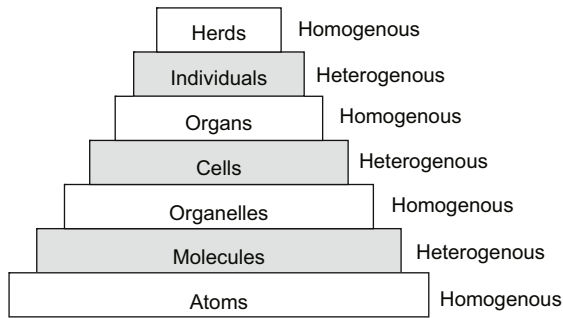 Herds Homogenous
Individuals Heterogenous
Organs Homogenous
Cells Heterogenous
Organelles Homogenous
Molecules Heterogenous
Atoms Homogenous